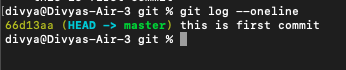 divya@Divyas-Air-3 git % git log --oneline
66d13aa (HEAD -> master) this is first commit
divya@Divyas-Air-3 git %